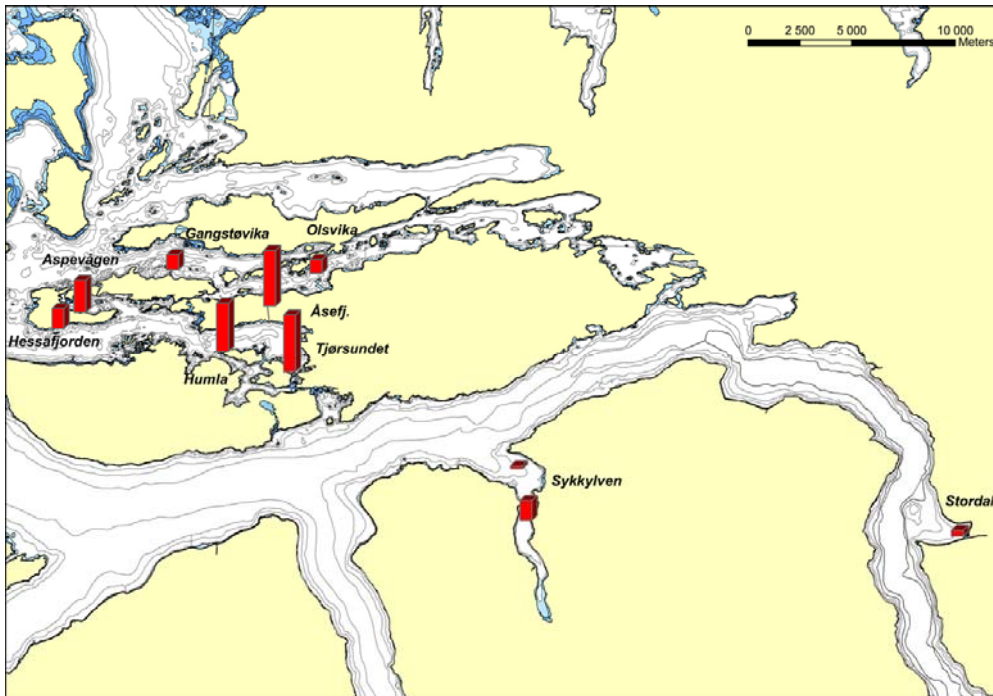 0 2 500 5 000 10 000
Meters
Gangstøvika
Olsvika
Aspevågen
Åsefj.
Hessafjorden
Tjørsundet
Humla
Sykkylven
Stordal